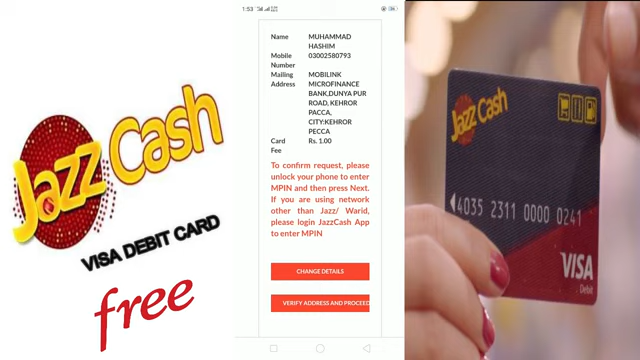 Jazz Cash
VISA DEBIT CARD
free
1:53
Name MUHAMMAD
HASHIM
Mobile 03002580793
Number
Mailing MOBILINK
Address MICROFINANCE
BANK,DUNYA PUR
ROAD, KEHROR
PACCA,
CITY:KEHROR
PECCA
Card Rs. 1.00
Fee
To confirm request, please
unlock your phone to enter
MPIN and then press Next.
If you are using network
other than Jazz/ Warid,
please login JazzCash App
to enter MPIN
CHANGE DETAILS
VERIFY ADDRESS AND PROCEED
Jazz Cash
4035 2311 0000 0241
VISA
Debit